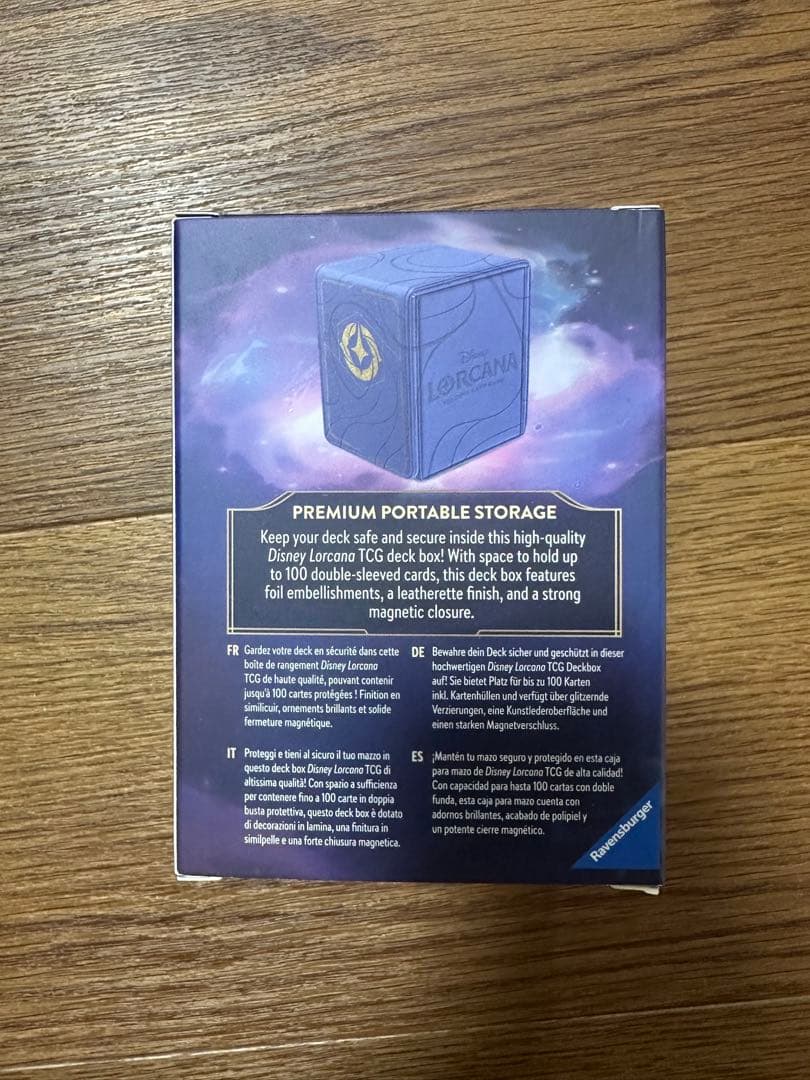 Disney
LORCANA
PREMIUM PORTABLE STORAGE
Keep your deck safe and secure inside this high-quality
Disney Lorcana TCG deck box! With space to hold up
to 100 double-sleeved cards, this deck box features
foil embellishments, a leatherette finish, and a strong
magnetic closure.
FR Gardez votre deck en sécurité dans cette
boîte de rangement Disney Lorcana
TCG de haute qualité, pouvant contenir
jusqu'à 100 cartes protégées ! Finition en
similicuir, ornements brillants et solide
fermeture magnétique.
DE Bewahre dein Deck sicher und geschützt in dieser
hochwertigen Disney Lorcana TCG Deckbox
auf! Sie bietet Platz für bis zu 100 Karten
inkl. Kartenhüllen und verfügt über glitzernde
Verzierungen, eine Kunstlederoberfläche und
einen starken Magnetverschluss.
IT Proteggi e tieni al sicuro il tuo mazzo in
questo deck box Disney Lorcana TCG di
altissima qualità! Con spazio a sufficienza
per contenere fino a 100 carte in doppia
busta protettiva, questo deck box è dotato
di decorazioni in lamina, una finitura in
similpelle e una forte chiusura magnetica.
ES ¡Mantén tu mazo seguro y protegido en esta caja
para mazo de Disney Lorcana TCG de alta calidad!
Con capacidad para hasta 100 cartas con doble
funda, esta caja para mazo cuenta con
adornos brillantes, acabado de polipiel y
un potente cierre magnético.
Ravensburger